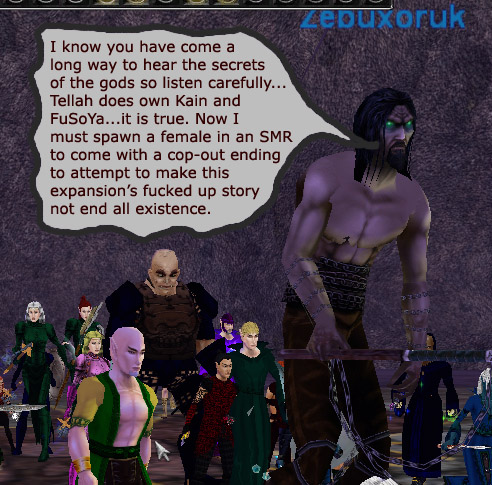 Zebuxoruk
I know you have come a
long way to hear the secrets
of the gods so listen carefully...
Tellah does own Kain and
FuSoYa...it is true. Now I
must spawn a female in an SMR
to come with a cop-out ending
to attempt to make this
expansion's fucked up story
not end all existence.